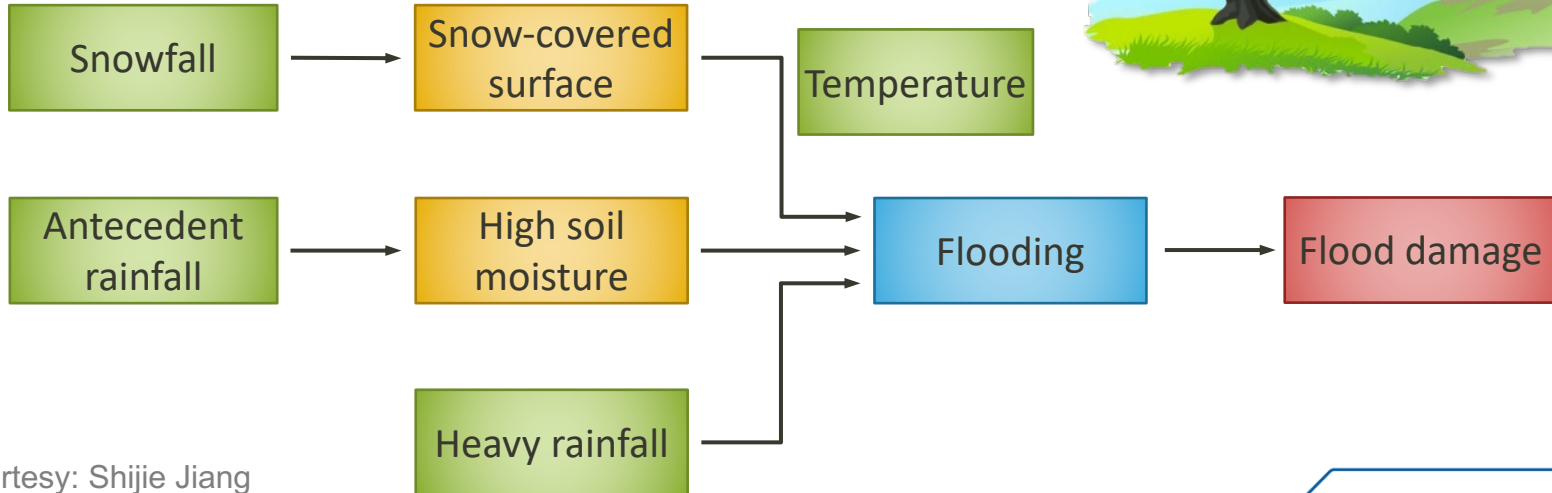 Snowfall
Snow-covered
surface
Temperature
Antecedent
rainfall
High soil
moisture
Flooding
Flood damage
Heavy rainfall
rtesy: Shijie Jiang